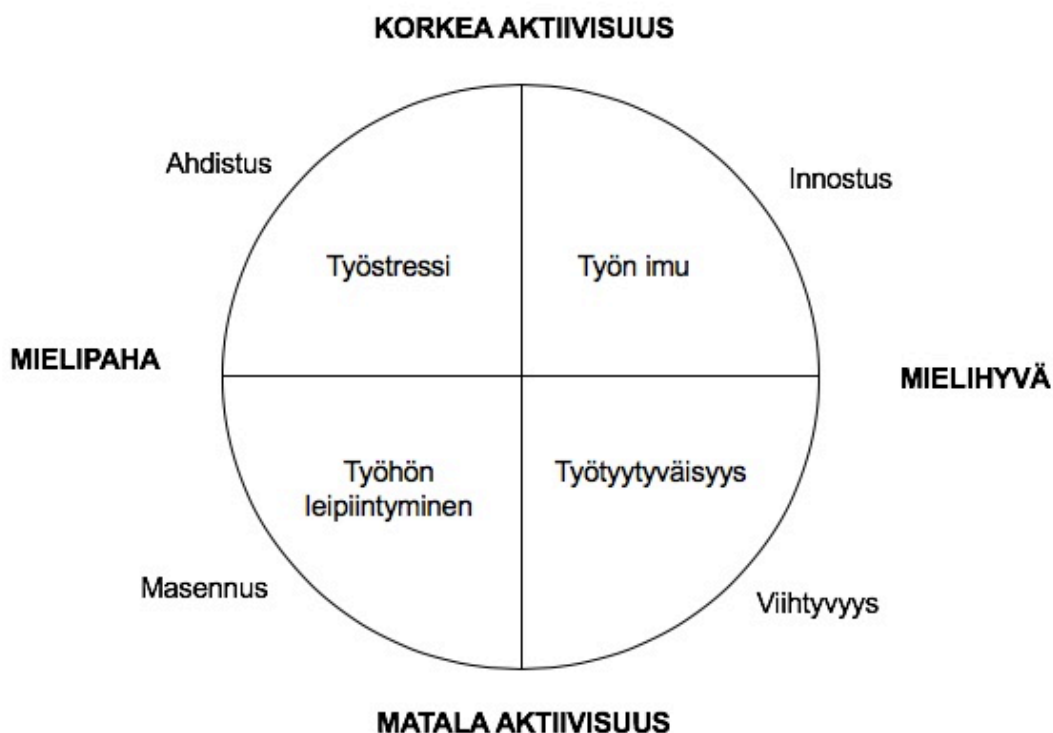 KORKEA AKTIIVISUUS
Ahdistus
Innostus
Työstressi
Työn imu
MIELIPAHA
MIELIHYVÄ
Työhön
leipiintyminen
Työtyytyväisyys
Masennus
Viihtyvyys
MATALA AKTIIVISUUS